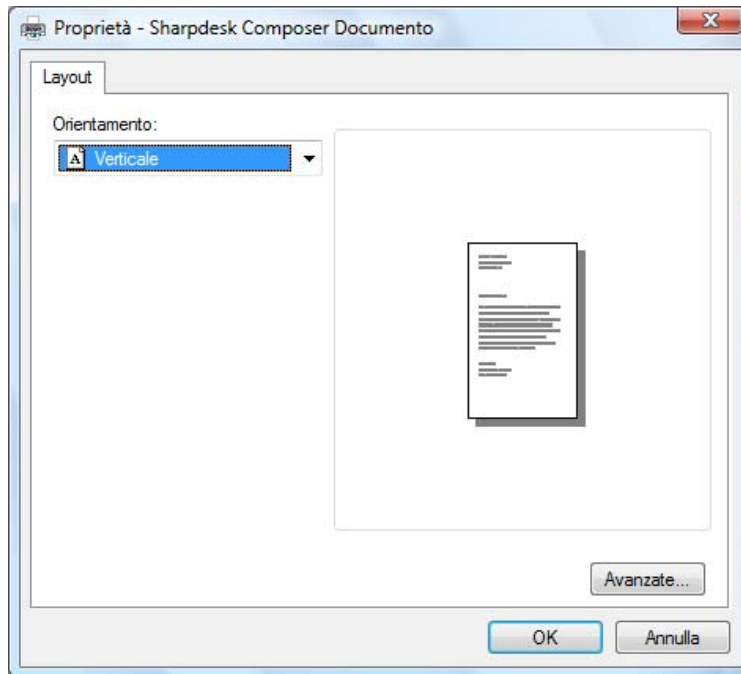 Proprietà - Sharpdesk Composer Documento
Layout
Orientamento:
A Verticale
Avanzate...
OK
Annulla